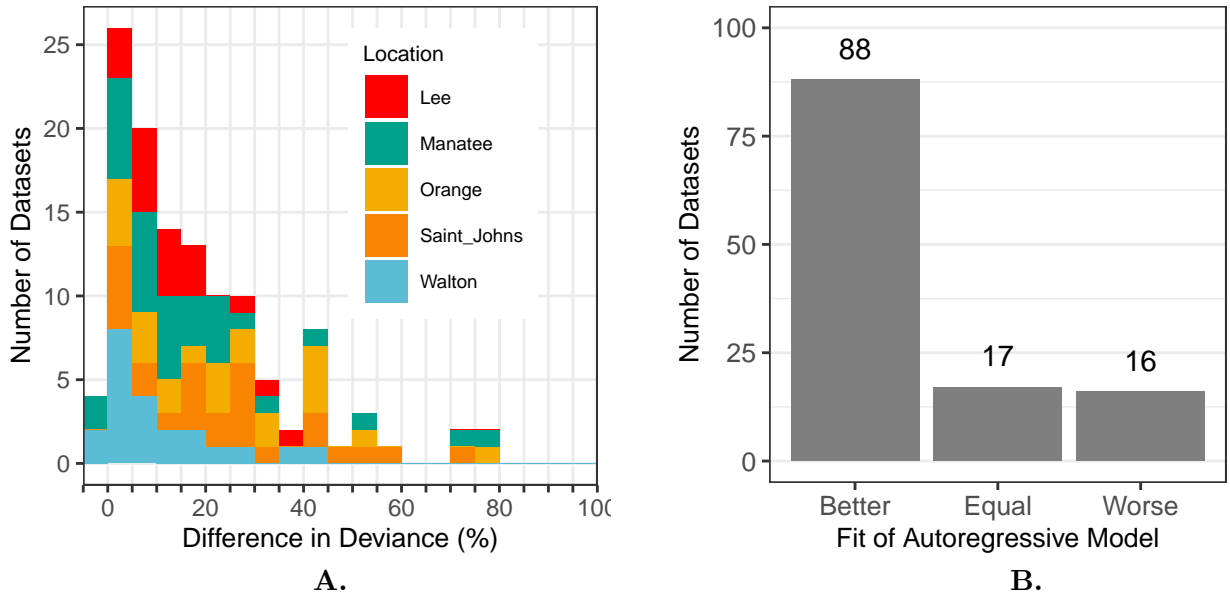 25
20
15
10
5
0
Number of Datasets
Location
Lee
Manatee
Orange
Saint_Johns
Walton
0 20 40 60 80 100
Difference in Deviance (%)
A.
100
75
50
25
0
Number of Datasets
88
17
16
Better Equal Worse
Fit of Autoregressive Model
B.